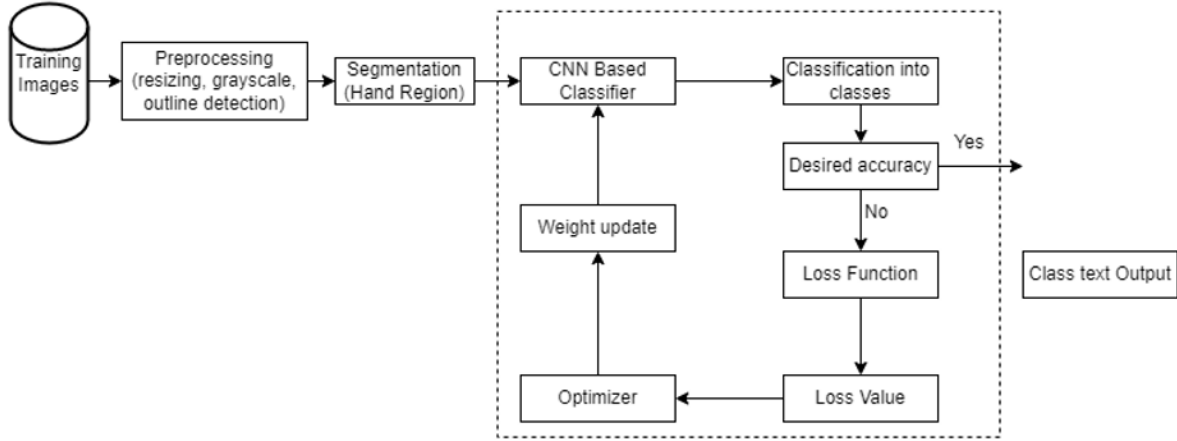 Training
Images
Preprocessing
(resizing, grayscale,
outline detection)
Segmentation
(Hand Region)
CNN Based
Classifier
Classification into
classes
Desired accuracy
Yes
No
Weight update
Loss Function
Class text Output
Optimizer
Loss Value